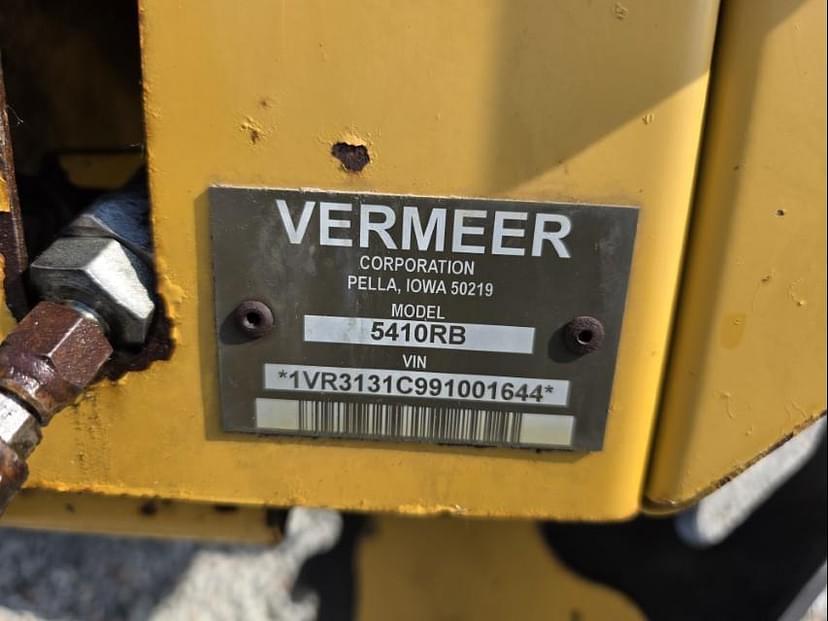 VERMEER
CORPORATION
PELLA, IOWA 50219
MODEL
5410RB
VIN
*1VR3131C991001644*